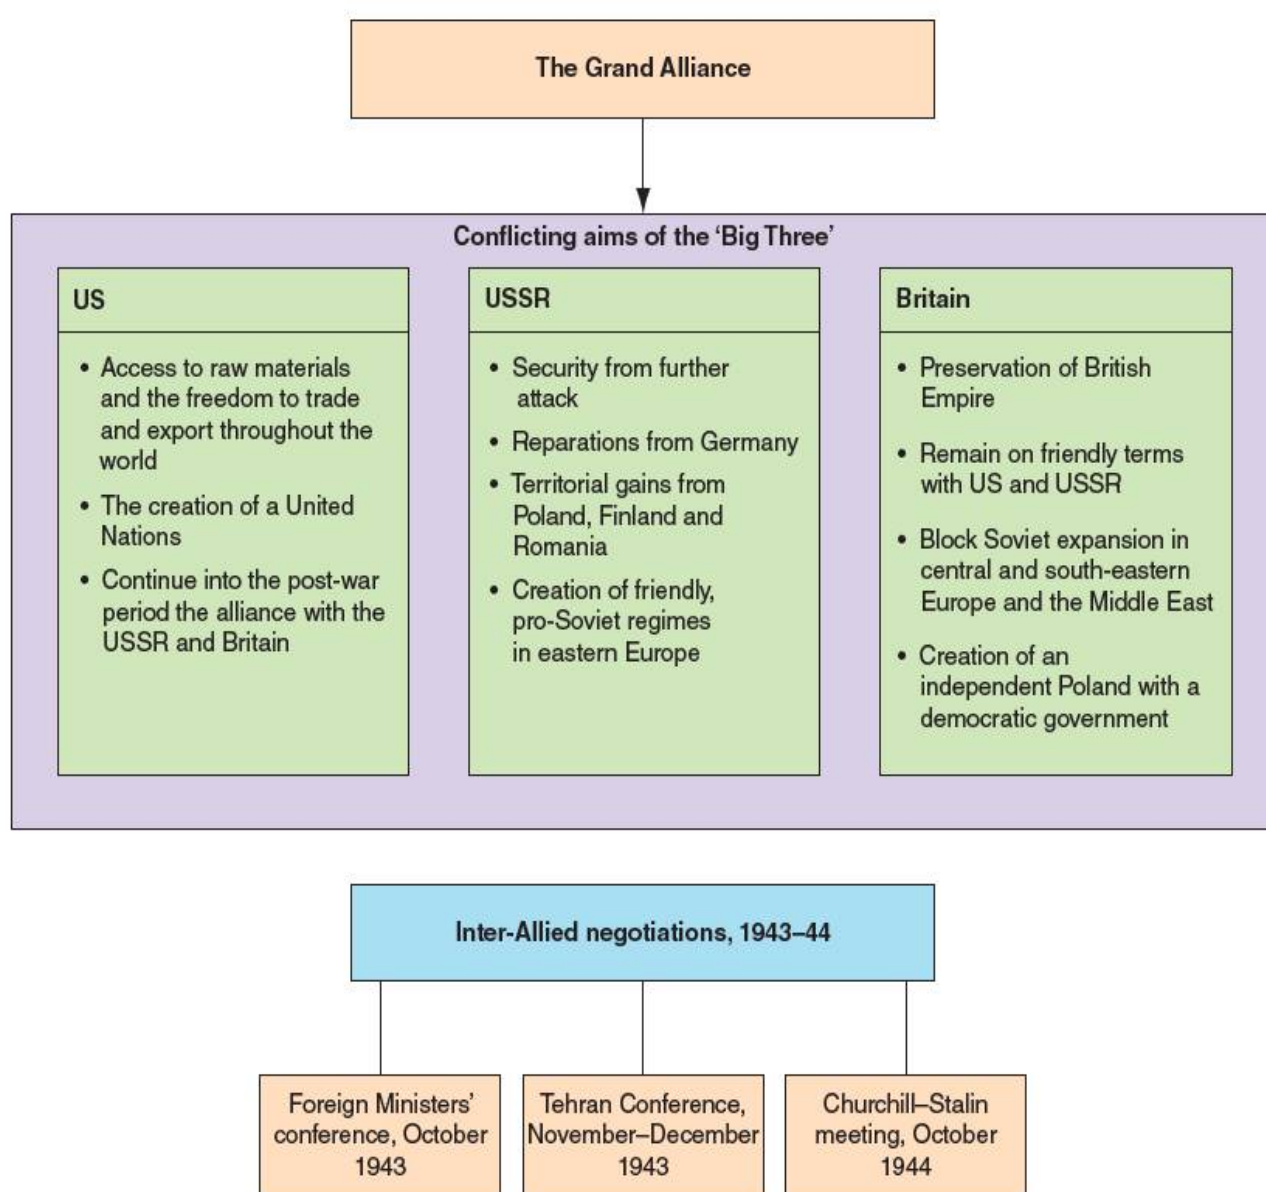 The Grand Alliance
Conflicting aims of the ‘Big Three’
US
• Access to raw materials
and the freedom to trade
and export throughout the
world
• The creation of a United
Nations
• Continue into the post-war
period the alliance with the
USSR and Britain
USSR
• Security from further
attack
• Reparations from Germany
• Territorial gains from
Poland, Finland and
Romania
• Creation of friendly,
pro-Soviet regimes
in eastern Europe
Britain
• Preservation of British
Empire
• Remain on friendly terms
with US and USSR
• Block Soviet expansion in
central and south-eastern
Europe and the Middle East
• Creation of an
independent Poland with a
democratic government
Inter-Allied negotiations, 1943–44
Foreign Ministers’
conference, October
1943
Tehran Conference,
November–December
1943
Churchill–Stalin
meeting, October
1944